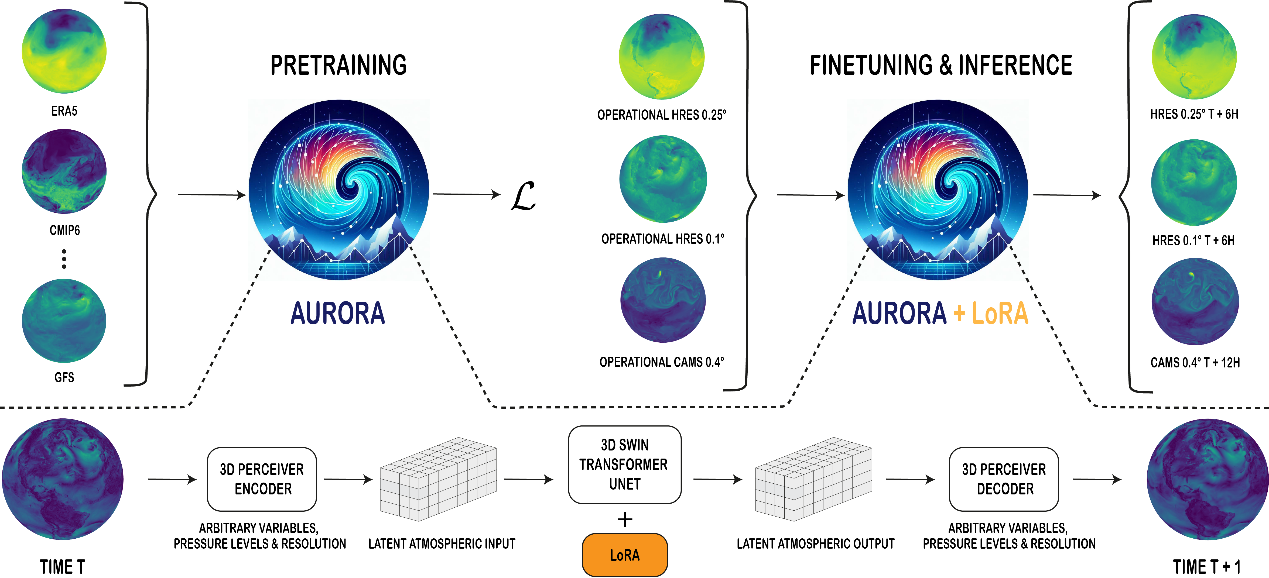 PRETRAINING
FINETUNING & INFERENCE
ERA5
CMIP6
GFS
AURORA
ℒ
OPERATIONAL HRES 0.25°
OPERATIONAL HRES 0.1°
OPERATIONAL CAMS 0.4°
AURORA + LoRA
HRES 0.25° T + 6H
HRES 0.1° T + 6H
CAMS 0.4° T + 12H
TIME T
3D PERCEIVER
ENCODER
ARBITRARY VARIABLES,
PRESSURE LEVELS & RESOLUTION
LATENT ATMOSPHERIC INPUT
3D SWIN
TRANSFORMER
UNET
+
LoRA
LATENT ATMOSPHERIC OUTPUT
3D PERCEIVER
DECODER
ARBITRARY VARIABLES,
PRESSURE LEVELS & RESOLUTION
TIME T + 1